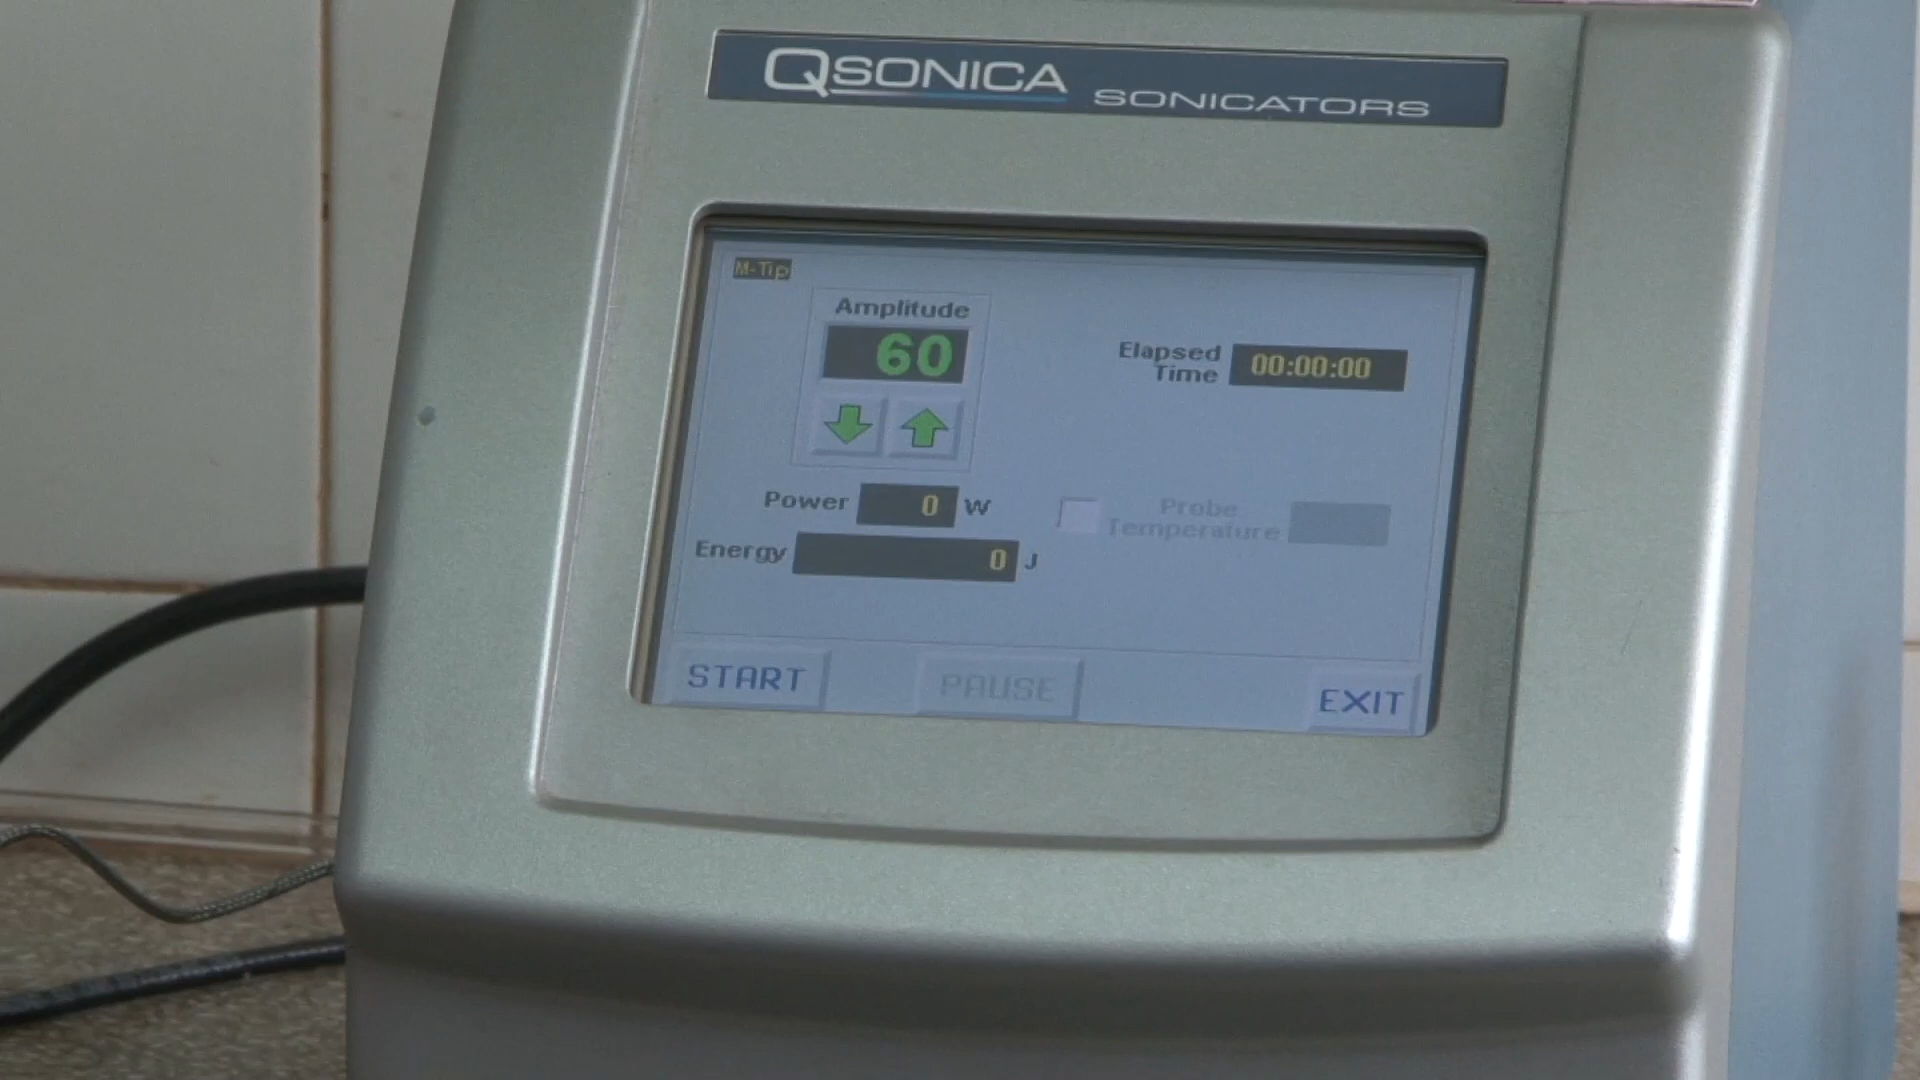 QSONICA SONICATORS
M-Tip
Amplitude
60
Elapsed
Time 00:00:00
Power 0 W
Probe
Temperature
Energy 0 J
START PAUSE EXIT